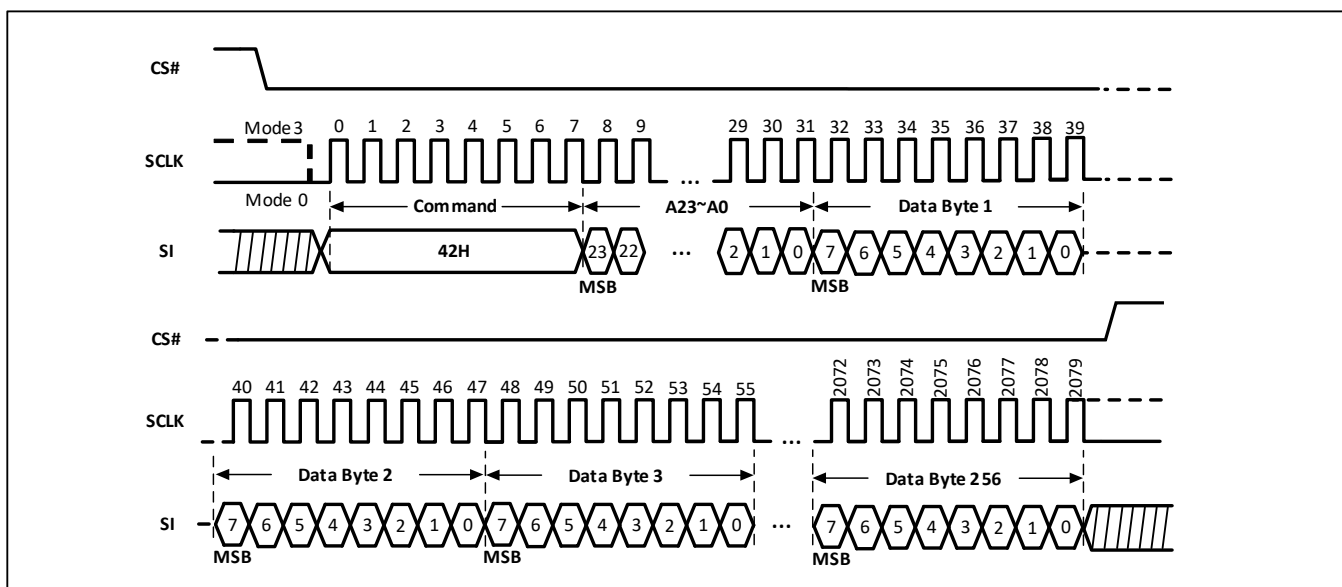 CS#
Mode 3 0 1 2 3 4 5 6 7 8 9 29 30 31 32 33 34 35 36 37 38 39
SCLK ...
Mode 0 Command A23~A0 Data Byte 1
SI 42H 23 22 ... 2 1 0 7 6 5 4 3 2 1 0
MSB MSB
CS#
40 41 42 43 44 45 46 47 48 49 50 51 52 53 54 55 2072 2073 2074 2075 2076 2077 2078 2079
SCLK ...
Data Byte 2 Data Byte 3 Data Byte 256
SI 7 6 5 4 3 2 1 0 7 6 5 4 3 2 1 0 ... 7 6 5 4 3 2 1 0
MSB MSB MSB